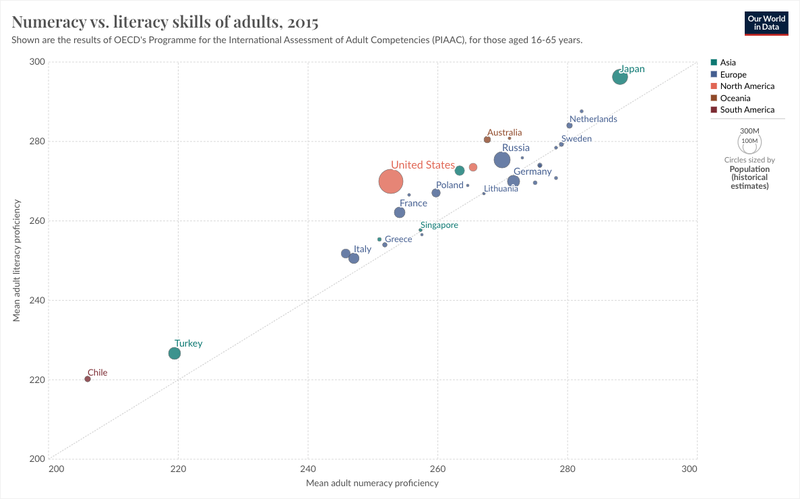 Numeracy vs. literacy skills of adults, 2015
Shown are the results of OECD's Programme for the International Assessment of Adult Competencies (PIAAC), for those aged 16-65 years.
Our World
in Data
300
280
260
240
220
200
Mean adult literacy proficiency
Japan
Netherlands
Australia
Sweden
Russia
United States
Germany
Poland
Lithuania
France
Singapore
Greece
Italy
Turkey
Chile
200
220
240
260
280
300
Mean adult numeracy proficiency
Asia
Europe
North America
Oceania
South America
300M
100M
Circles sized by
Population
(historical
estimates)